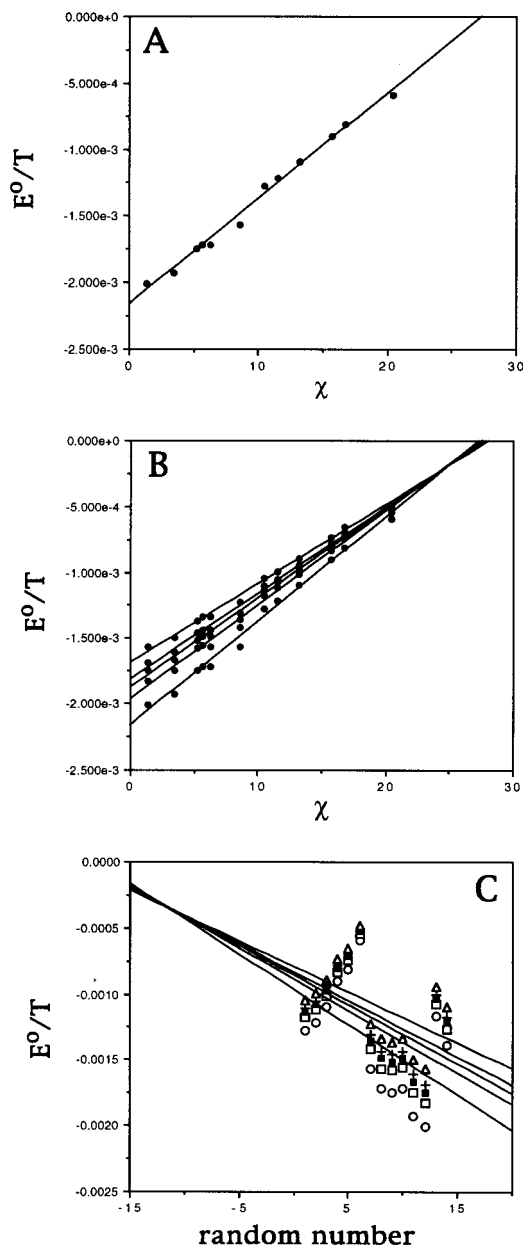 A
0.000e+0
-5.000e-4
-1.000e-3
-1.500e-3
-2.000e-3
-2.500e-3
E⁰/T
0 10 20 30
χ
B
0.000e+0
-5.000e-4
-1.000e-3
-1.500e-3
-2.000e-3
-2.500e-3
E⁰/T
0 10 20 30
χ
C
0.0000
-0.0005
-0.0010
-0.0015
-0.0020
-0.0025
E⁰/T
-15 -5 5 15
random number